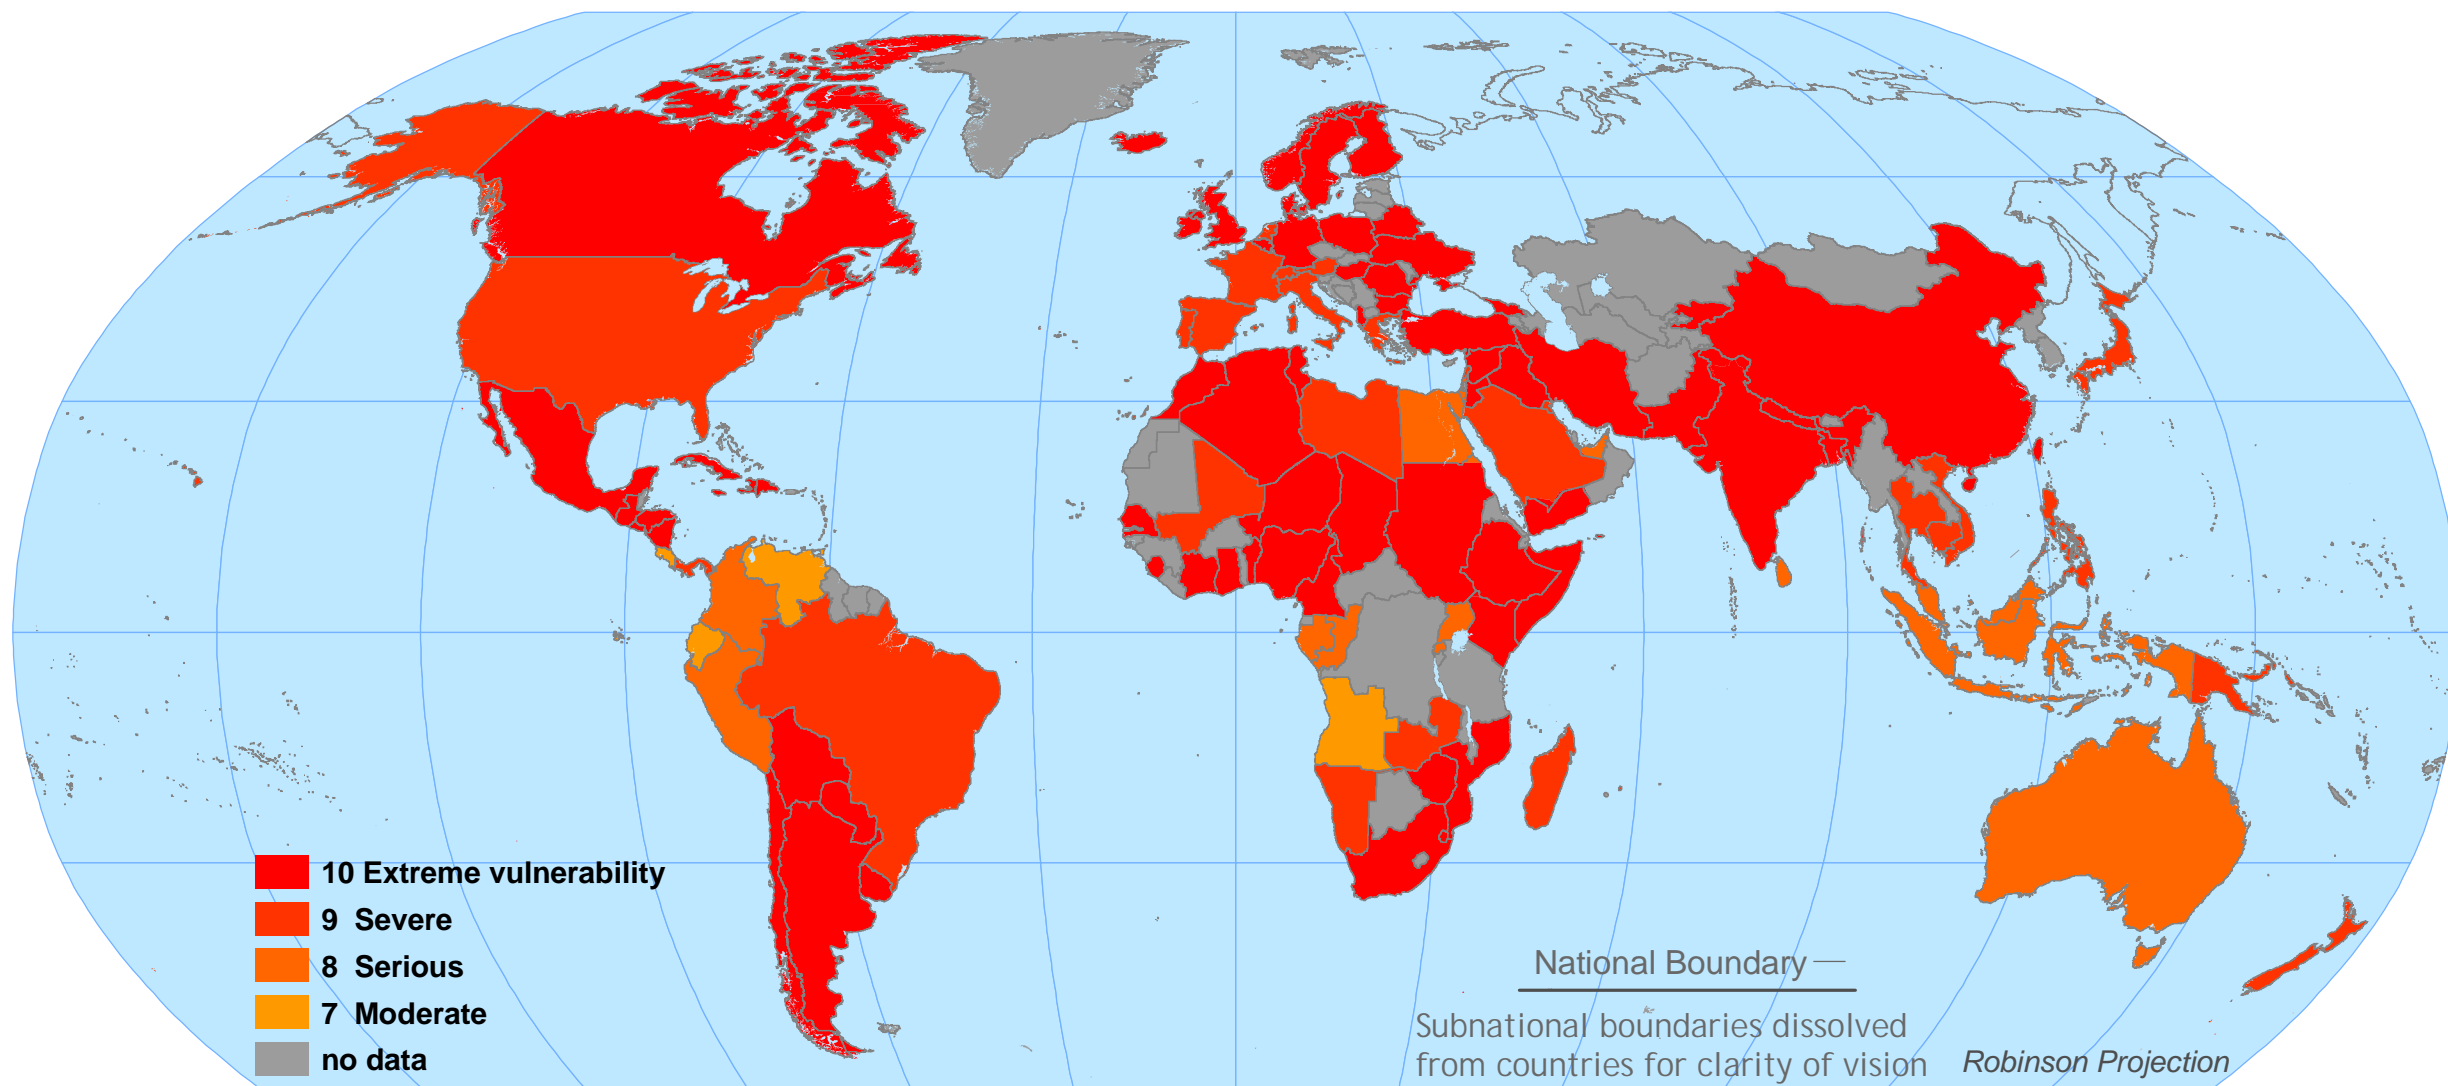 10 Extreme vulnerability
9 Severe
8 Serious
7 Moderate
no data
National Boundary
Subnational boundaries dissolved
from countries for clarity of vision
Robinson Projection